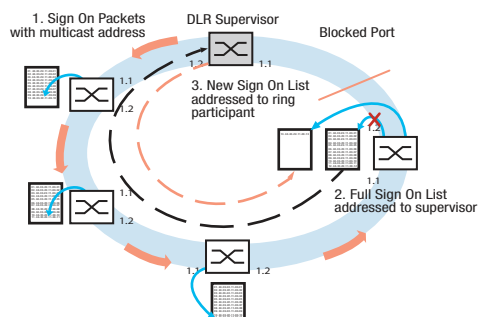 1. Sign On Packets
with multicast address
DLR Supervisor
Blocked Port
1.2
1.1
3. New Sign On List
addressed to ring
participant
1.1
1.2
1.2
1.1
2. Full Sign On List
addressed to supervisor
1.1
1.2
1.1
1.2